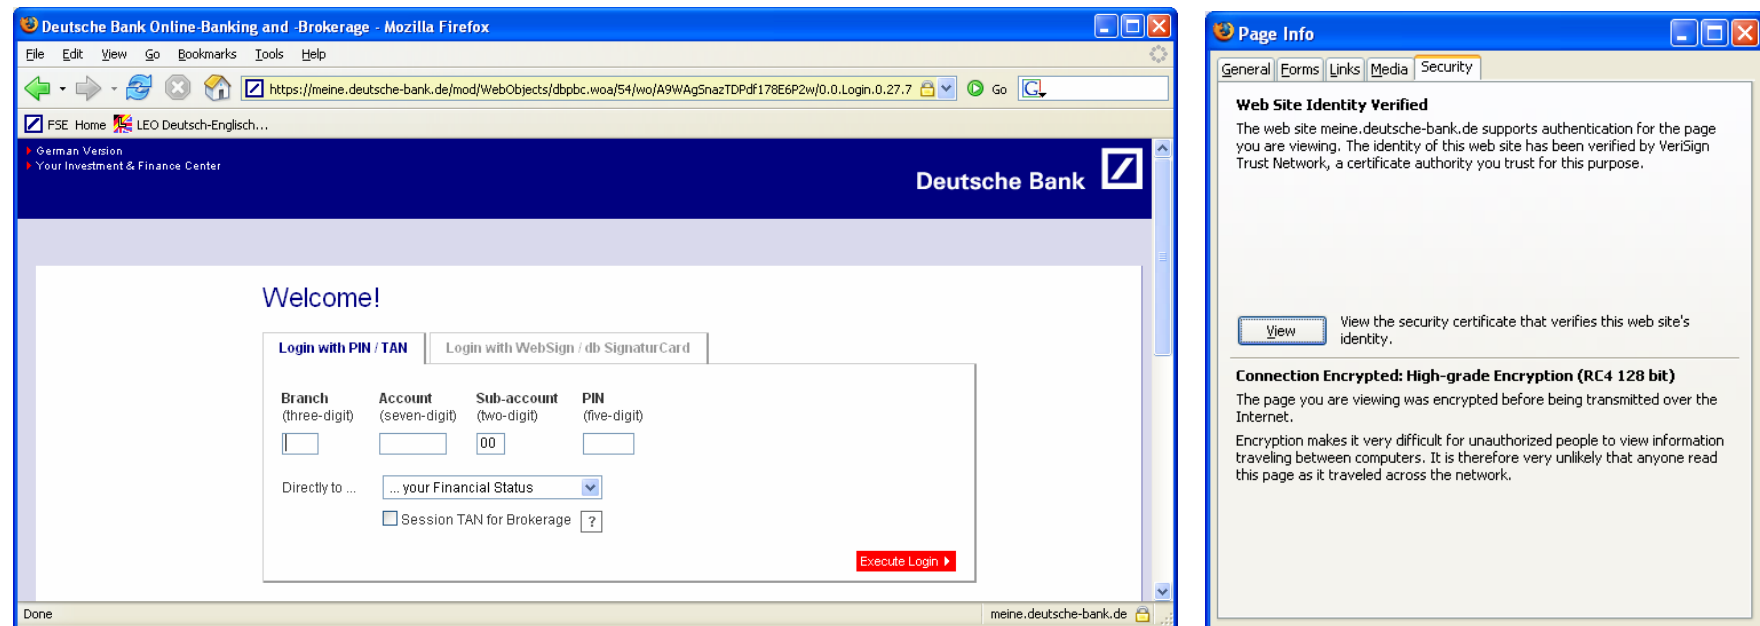 Deutsche Bank Online-Banking and -Brokerage - Mozilla Firefox
File Edit View Go Bookmarks Tools Help
https://meine.deutsche-bank.de/mod/WebObjects/dbpbc.woa/54/wo/A9WAgSnazTDPdf178E6P2w/0.0.Login.0.27.7 Go G
FSE Home LEO Deutsch-Englisch...
German Version
Your Investment & Finance Center
Deutsche Bank
Welcome!
Login with PIN / TAN Login with WebSign / db SignaturCard
Branch Account Sub-account PIN
(three-digit) (seven-digit) (two-digit) (five-digit)
00
Directly to ... ... your Financial Status
Session TAN for Brokerage ?
Execute Login
Done meine.deutsche-bank.de
Page Info
General Forms Links Media Security
Web Site Identity Verified
The web site meine.deutsche-bank.de supports authentication for the page
you are viewing. The identity of this web site has been verified by VeriSign
Trust Network, a certificate authority you trust for this purpose.
View
View the security certificate that verifies this web site's
identity.
Connection Encrypted: High-grade Encryption (RC4 128 bit)
The page you are viewing was encrypted before being transmitted over the
Internet.
Encryption makes it very difficult for unauthorized people to view information
traveling between computers. It is therefore very unlikely that anyone read
this page as it traveled across the network.